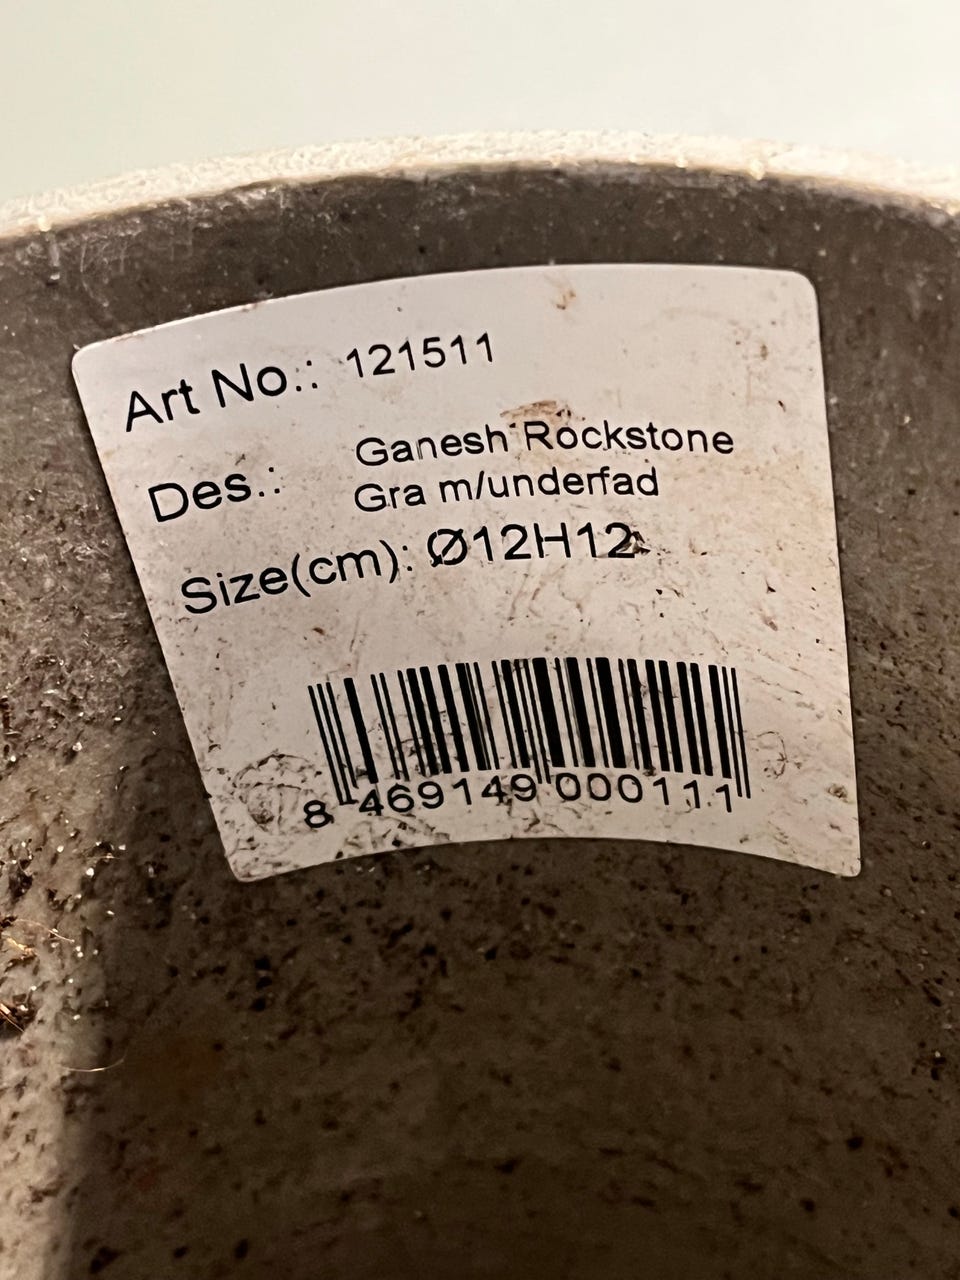 Art No.: 121511
Des.: Ganesh Rockstone
Gra m/underfad
Size(cm): Ø12H12
8 469149 000111